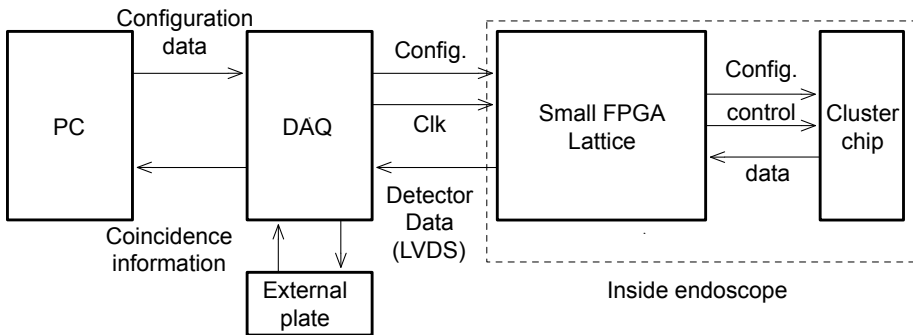 Configuration
data
PC
DAQ
Config.
Clk
Small FPGA
Lattice
Config.
control
data
Cluster
chip
Detector
Data
(LVDS)
Coincidence
information
External
plate
Inside endoscope